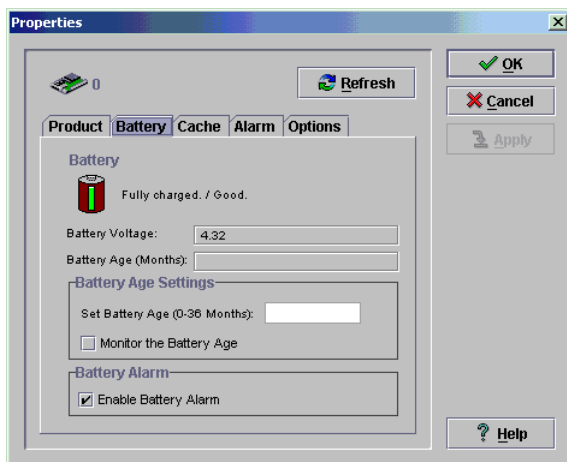 Properties
0
Refresh
OK
Cancel
Apply
Product Battery Cache Alarm Options
Battery
Fully charged. / Good.
Battery Voltage: 4.32
Battery Age (Months):
Battery Age Settings
Set Battery Age (0-36 Months):
Monitor the Battery Age
Battery Alarm
Enable Battery Alarm
Help